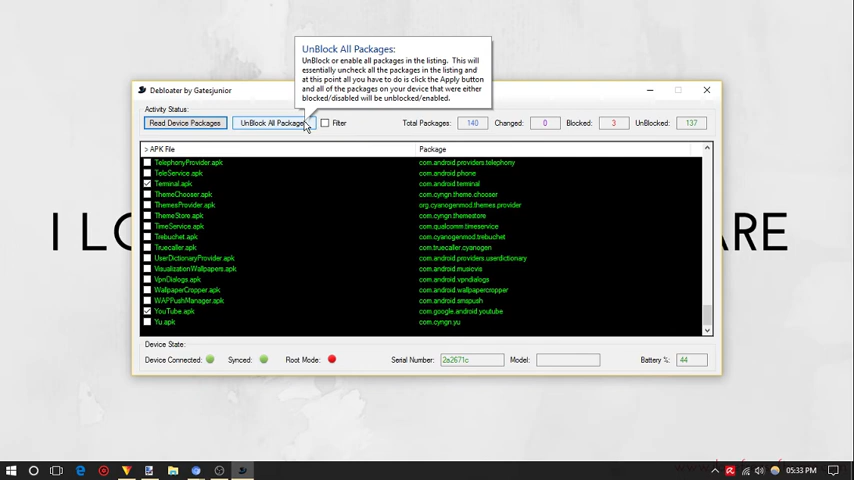 UnBlock All Packages:
UnBlock or enable all packages in the listing. This will
essentially uncheck all the packages in the listing and
at this point all you have to do is click the Apply button
and all of the packages on your device that were either
blocked/disabled will be unblocked/enabled.
Debloater by Gatesjunior
Activity Status:
Read Device Packages UnBlock All Packages Filter Total Packages: 140 Changed: 0 Blocked: 3 UnBlocked: 137
> APK File Package
TelephonyProvider.apk com.android.providers.telephony
TeleService.apk com.android.phone
Terminal.apk com.android.terminal
ThemeChooser.apk com.cyngn.theme.chooser
ThemesProvider.apk org.cyanogenmod.themes.provider
ThemeStore.apk com.cyngn.themestore
TimeService.apk com.qualcomm.timeservice
Trebuchet.apk com.cyanogenmod.trebuchet
Truecaller.apk com.truecaller.cyanogen
UserDictionaryProvider.apk com.android.providers.userdictionary
VisualizationWallpapers.apk com.android.musicvis
VpnDialogs.apk com.android.vpndialogs
WallpaperCropper.apk com.android.wallpapercropper
WAPPushManager.apk com.android.smspush
YouTube.apk com.google.android.youtube
Yu.apk com.cyngn.yu
I LO ARE
Device State:
Device Connected: Synced: Root Mode: Serial Number: 2a2671c Model: Battery %: 44
05:33 PM